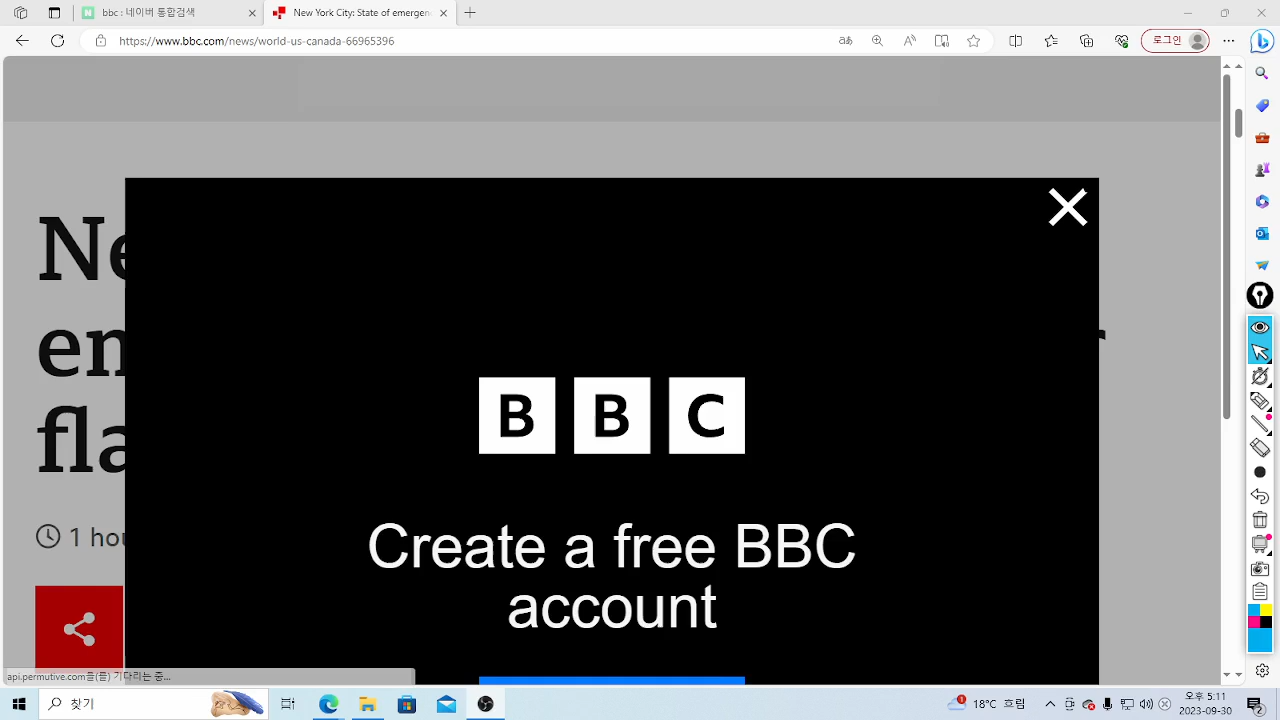 bbc : 네이버 통합검색
New York City: State of emergen
https://www.bbc.com/news/world-us-canada-66965396
로그인
Ne
en
fla
1 hou
B B C
Create a free BBC
account
api.permutive.com을(를) 기다리는 중...
찾기
18°C 흐림
오후 5:11
2023-09-30